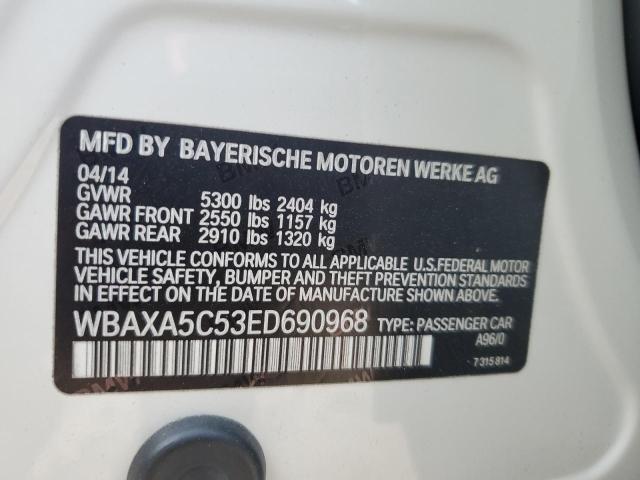 MFD BY BAYERISCHE MOTOREN WERKE AG
04/14
GVWR 5300 lbs 2404 kg
GAWR FRONT 2550 lbs 1157 kg
GAWR REAR 2910 lbs 1320 kg
THIS VEHICLE CONFORMS TO ALL APPLICABLE U.S.FEDERAL MOTOR
VEHICLE SAFETY, BUMPER AND THEFT PREVENTION STANDARDS
IN EFFECT ON THE DATE OF MANUFACTURE SHOWN ABOVE.
WBAXA5C53ED690968 TYPE: PASSENGER CAR
A96/0
7315814